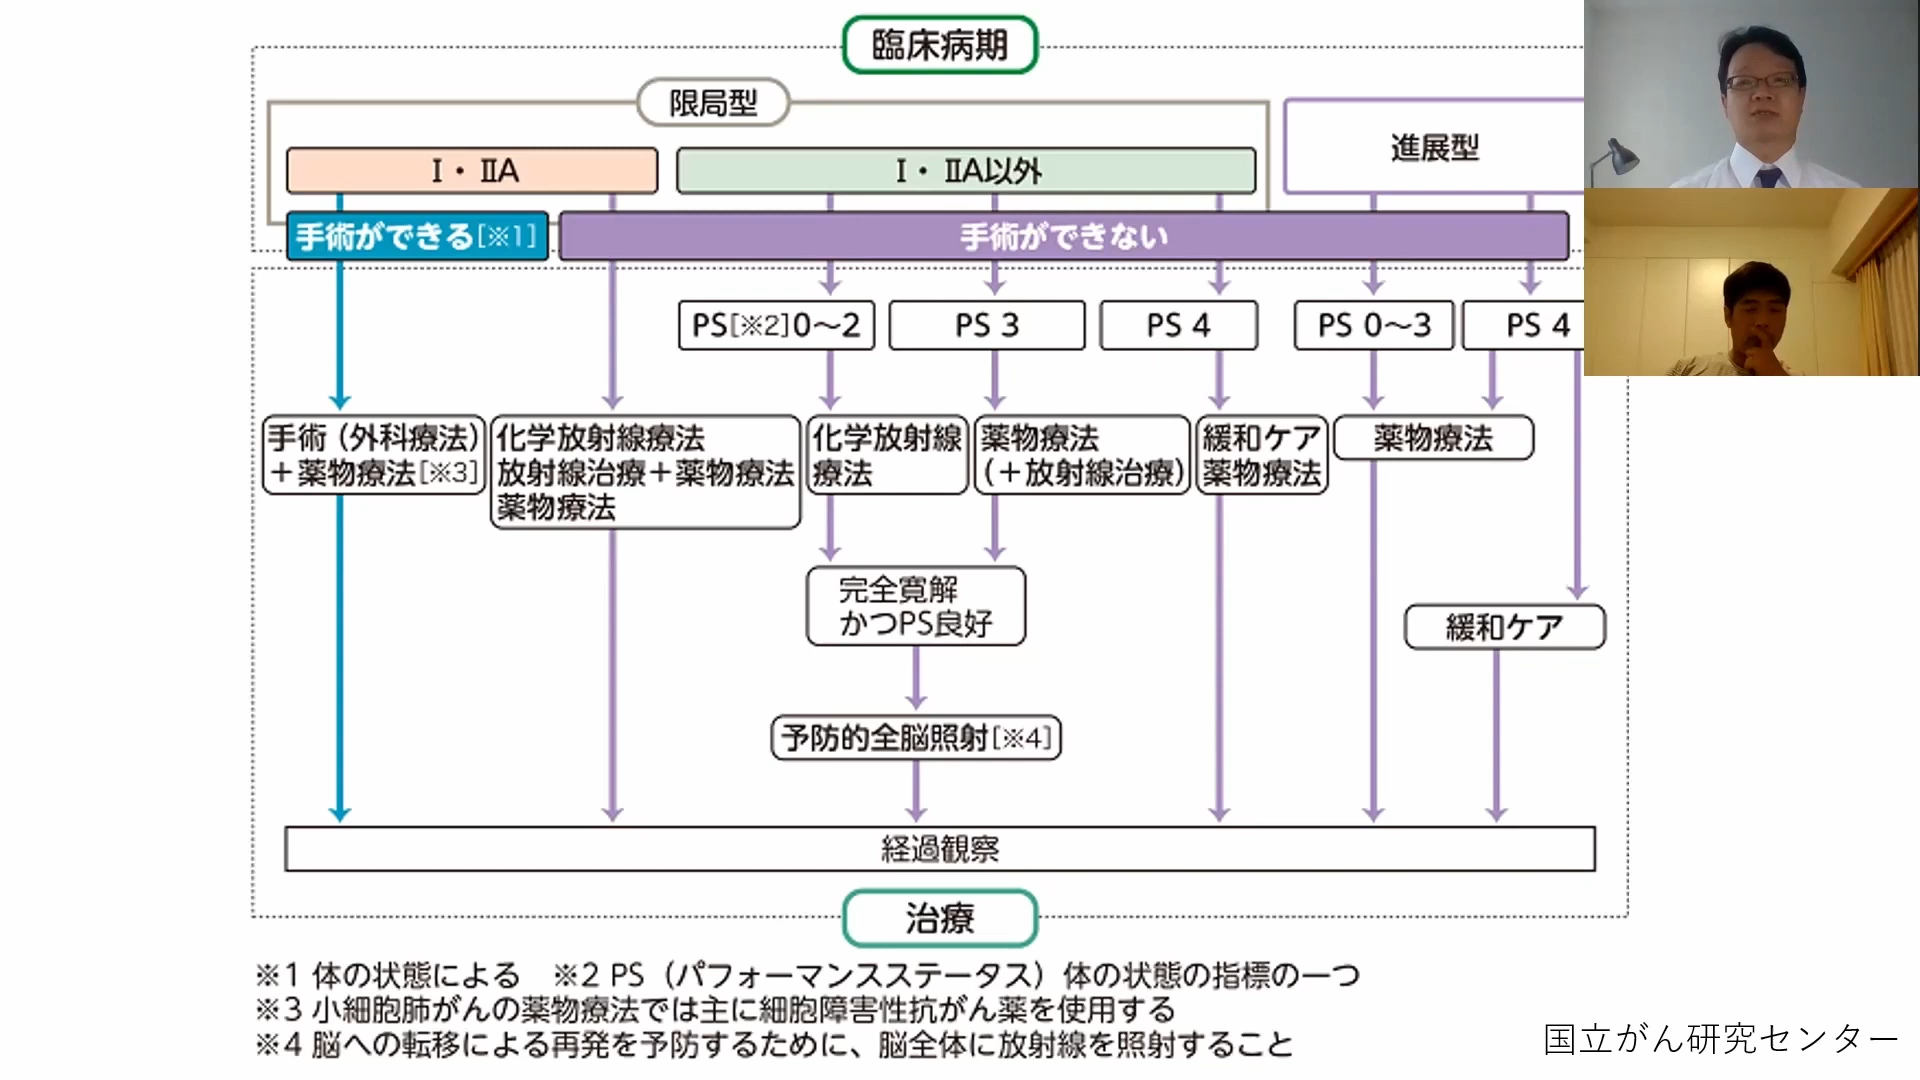 臨床病期
限局型
進展型
Ⅰ・ⅡA
Ⅰ・ⅡA以外
手術ができる[※1]
手術ができない
PS[※2]0〜2
PS 3
PS 4
PS 0〜3
PS 4
手術（外科療法）
＋薬物療法[※3]
化学放射線療法
放射線治療＋薬物療法
薬物療法
化学放射線
療法
薬物療法
（＋放射線治療）
緩和ケア
薬物療法
薬物療法
完全寛解
かつPS良好
緩和ケア
予防的全脳照射[※4]
経過観察
治療
※1 体の状態による　※2 PS（パフォーマンスステータス）体の状態の指標の一つ
※3 小細胞肺がんの薬物療法では主に細胞障害性抗がん薬を使用する
※4 脳への転移による再発を予防するために、脳全体に放射線を照射すること
国立がん研究センター